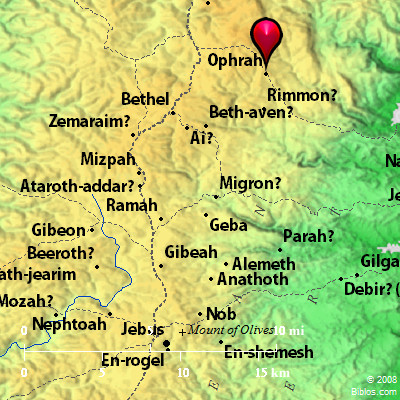 Ophrah
Rimmon?
Bethel
Beth-aven?
Zemaraim?
Ai?
Na
Mizpah
Ataroth-addar?
Migron?
Je
Ramah
Geba
Gibeon
Parah?
Beeroth?
Gibeah
Alemeth
Gilga
ath-jearim
Anathoth
Debir? (
Mozah?
Nephtoah
Nob
Jebus
Mount of Olives
0
10 mi
En-rogel
En-shemesh
0
5
10
15 km
N
R
E
E
© 2008
Biblos.com